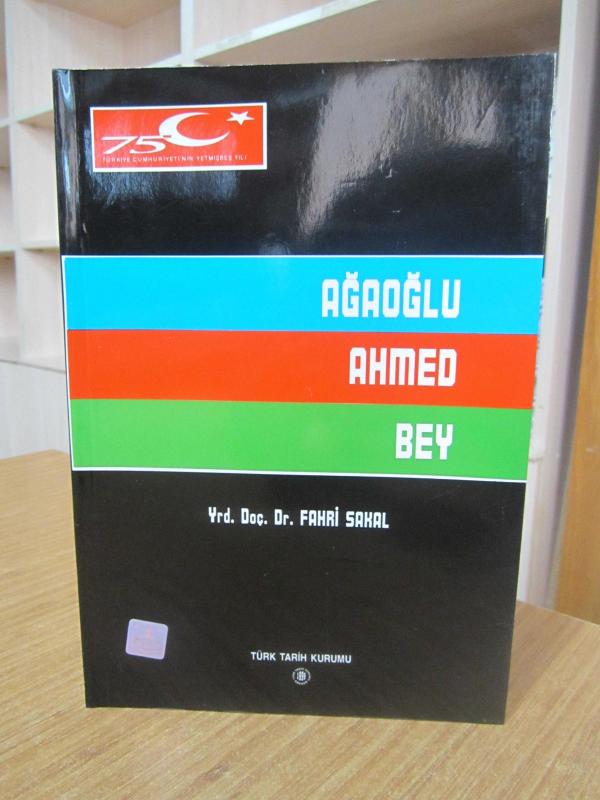 75
TÜRKİYE CUMHURİYETİ'NİN YETMİŞBEŞ YILI
AĞAOĞLU
AHMED
BEY
Yrd. Doç. Dr. FAHRİ SAKAL
TÜRK TARİH KURUMU